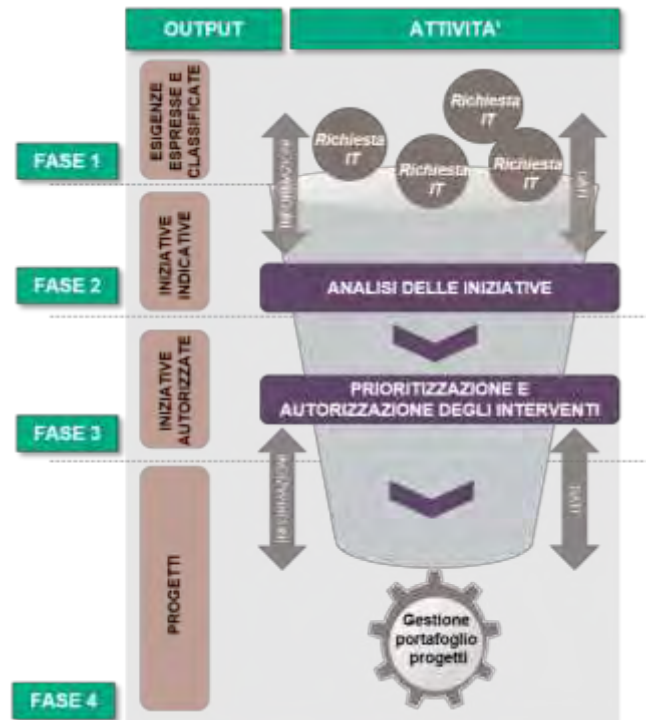 OUTPUT
ATTIVITA'
ESIGENZE
ESPRESSE E
CLASSIFICATE
Richiesta
IT
Richiesta
IT
Richiesta
IT
Richiesta
IT
INFORMAZIONI
DATI
FASE 1
INIZIATIVE
INDICATIVE
FASE 2
ANALISI DELLE INIZIATIVE
INIZIATIVE
AUTORIZZATE
PRIORITIZZAZIONE E
AUTORIZZAZIONE DEGLI INTERVENTI
FASE 3
INFORMAZIONI
DATI
PROGETTI
Gestione
portafoglio
progetti
FASE 4